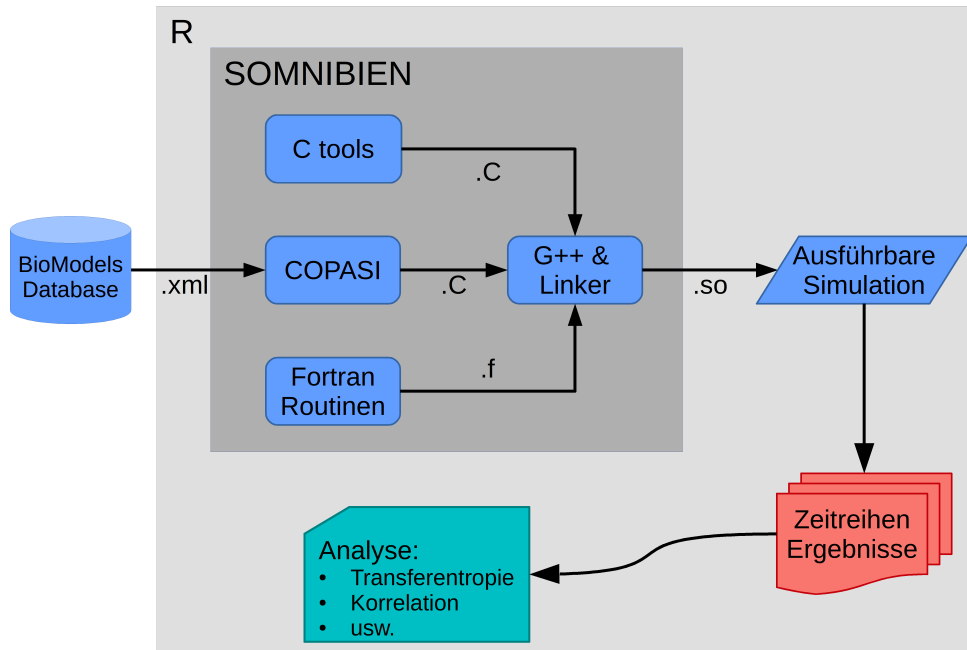 R
SOMNIBIEN
C tools
.C
BioModels
Database
.xml
COPASI
.C
G++ &
Linker
.so
Ausführbare
Simulation
Fortran
Routinen
.f
Zeitreihen
Ergebnisse
Analyse:
• Transferentropie
• Korrelation
• usw.